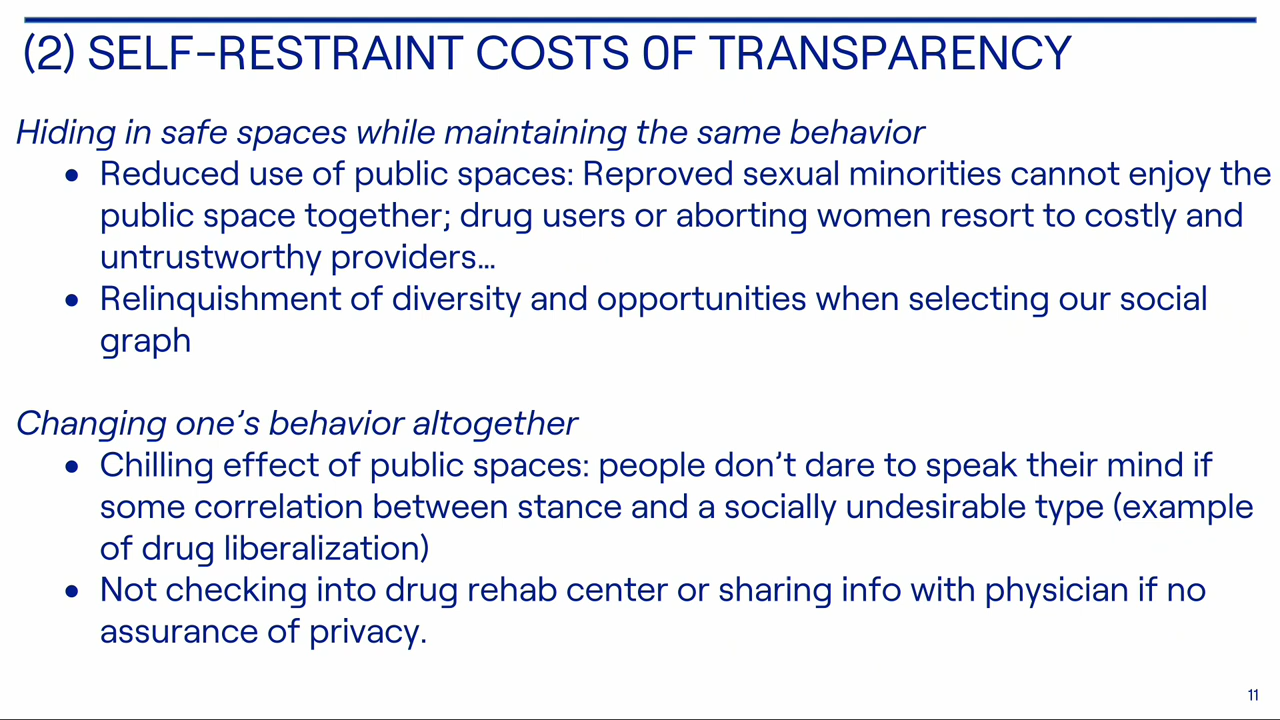 (2) SELF-RESTRAINT COSTS OF TRANSPARENCY
Hiding in safe spaces while maintaining the same behavior
● Reduced use of public spaces: Reproved sexual minorities cannot enjoy the
public space together; drug users or aborting women resort to costly and
untrustworthy providers…
● Relinquishment of diversity and opportunities when selecting our social
graph
Changing one’s behavior altogether
● Chilling effect of public spaces: people don’t dare to speak their mind if
some correlation between stance and a socially undesirable type (example
of drug liberalization)
● Not checking into drug rehab center or sharing info with physician if no
assurance of privacy.
11